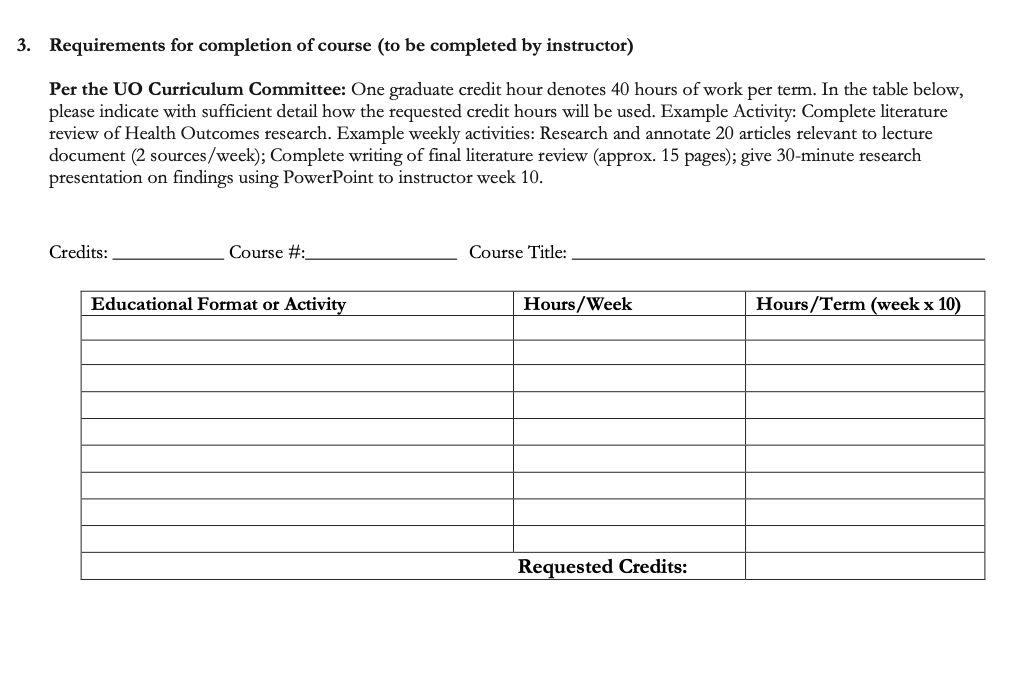 3. Requirements for completion of course (to be completed by instructor)
Per the UO Curriculum Committee: One graduate credit hour denotes 40 hours of work per term. In the table below,
please indicate with sufficient detail how the requested credit hours will be used. Example Activity: Complete literature
review of Health Outcomes research. Example weekly activities: Research and annotate 20 articles relevant to lecture
document (2 sources/week); Complete writing of final literature review (approx. 15 pages); give 30-minute research
presentation on findings using PowerPoint to instructor week 10.
Credits: ____________ Course #:________________ Course Title: ____________________________________________
Educational Format or Activity Hours/Week Hours/Term (week x 10)
Requested Credits: